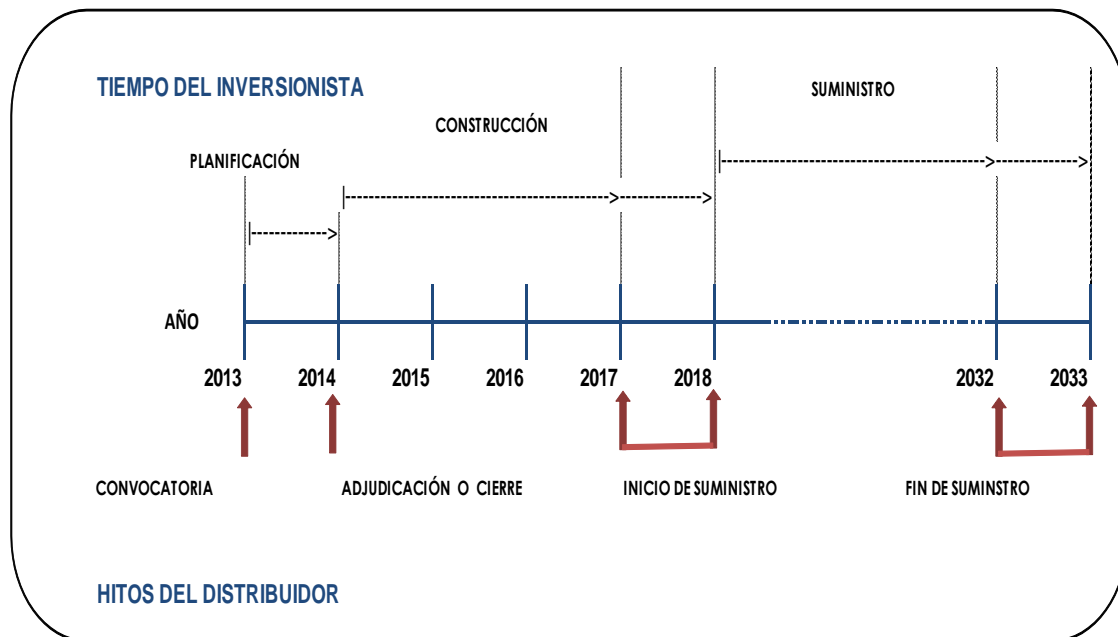 TIEMPO DEL INVERSIONISTA
SUMINISTRO
CONSTRUCCIÓN
PLANIFICACIÓN
AÑO
2013 2014 2015 2016 2017 2018 2032 2033
CONVOCATORIA ADJUDICACIÓN O CIERRE INICIO DE SUMINISTRO FIN DE SUMINSTRO
HITOS DEL DISTRIBUIDOR